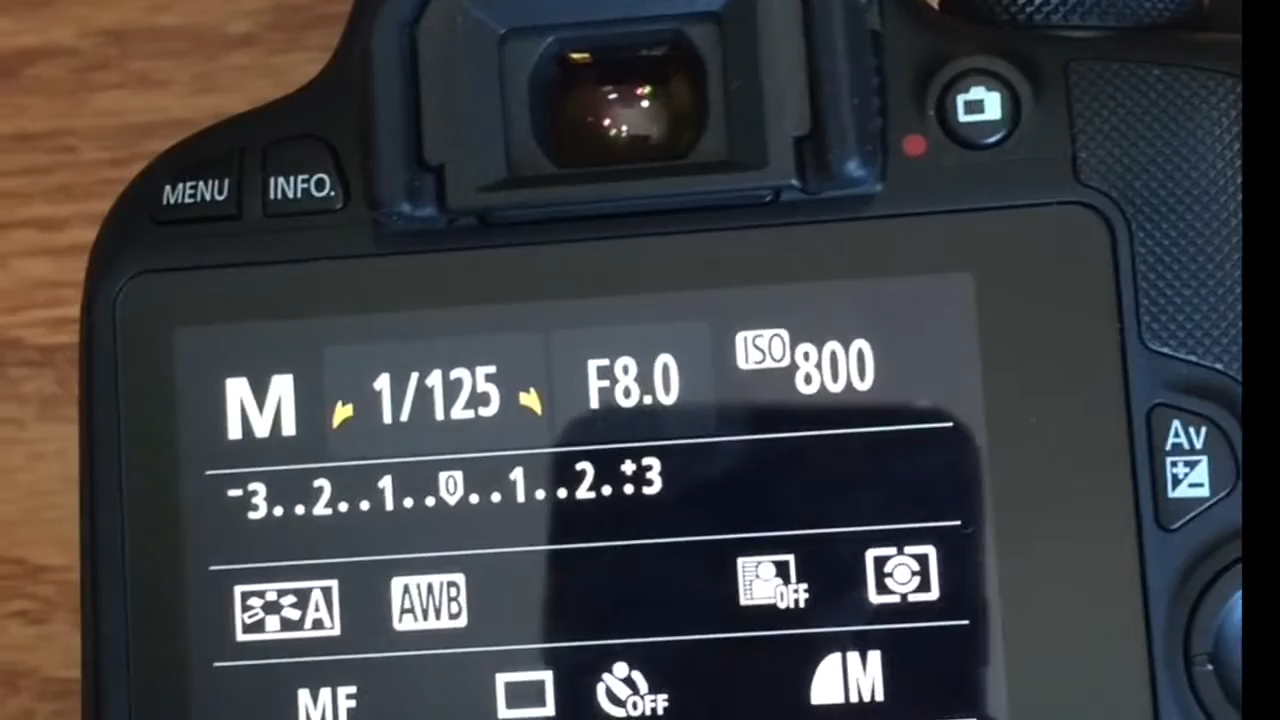 MENU INFO.
M 1/125 F8.0 ISO 800
-3..2..1..0..1..2..+3
A AWB OFF
MF OFF M
Av